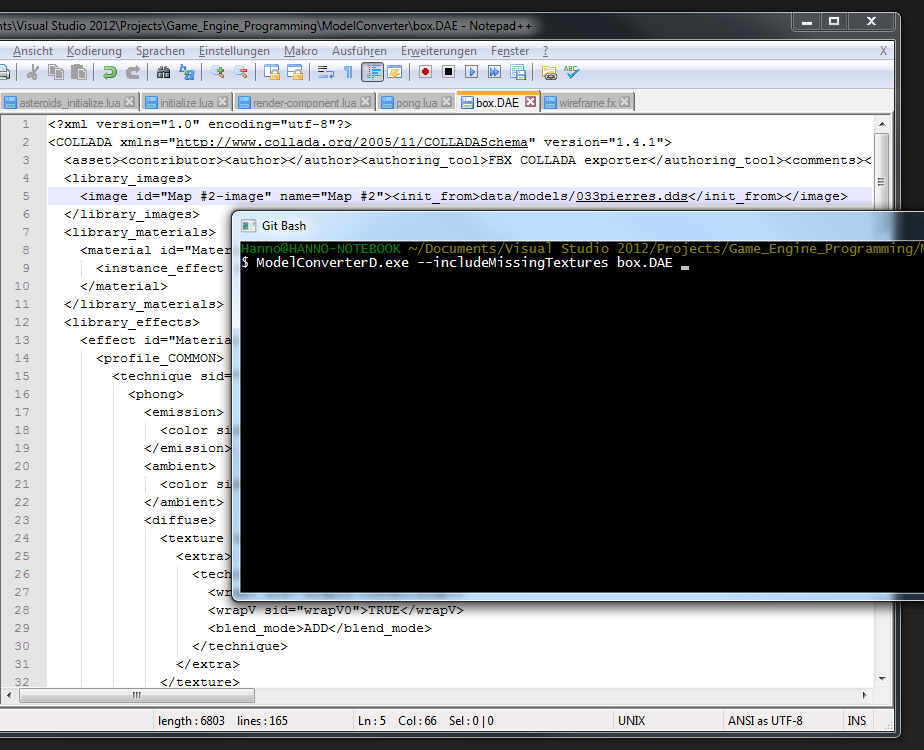 nts\Visual Studio 2012\Projects\Game_Engine_Programming\ModelConverter\box.DAE - Notepad++
Ansicht Kodierung Sprachen Einstellungen Makro Ausführen Erweiterungen Fenster ? X
asteroids_initialize.lua initialize.lua render-component.lua pong.lua box.DAE wireframe.fx
1 <?xml version="1.0" encoding="utf-8"?>
2 <COLLADA xmlns="http://www.collada.org/2005/11/COLLADASchema" version="1.4.1">
3 <asset><contributor><author></author><authoring_tool>FBX COLLADA exporter</authoring_tool><comments><
4 <library_images>
5 <image id="Map #2-image" name="Map #2"><init_from>data/models/033pierres.dds</init_from></image>
6 </library_images>
7 <library_materials>
8 <material id="Mater
9 <instance_effect
10 </material>
11 </library_materials>
12 <library_effects>
13 <effect id="Materia
14 <profile_COMMON>
15 <technique sid=
16 <phong>
17 <emission>
18 <color si
19 </emission>
20 <ambient>
21 <color si
22 </ambient>
23 <diffuse>
24 <texture
25 <extra>
26 <tech
27 <wr
28 <wrapV sid="wrapV0">TRUE</wrapV>
29 <blend_mode>ADD</blend_mode>
30 </technique>
31 </extra>
32 </texture>
Git Bash
Hanno@HANNO-NOTEBOOK ~/Documents/Visual Studio 2012/Projects/Game_Engine_Programming/M
$ ModelConverterD.exe --includeMissingTextures box.DAE
length : 6803 lines : 165 Ln : 5 Col : 66 Sel : 0 | 0 UNIX ANSI as UTF-8 INS